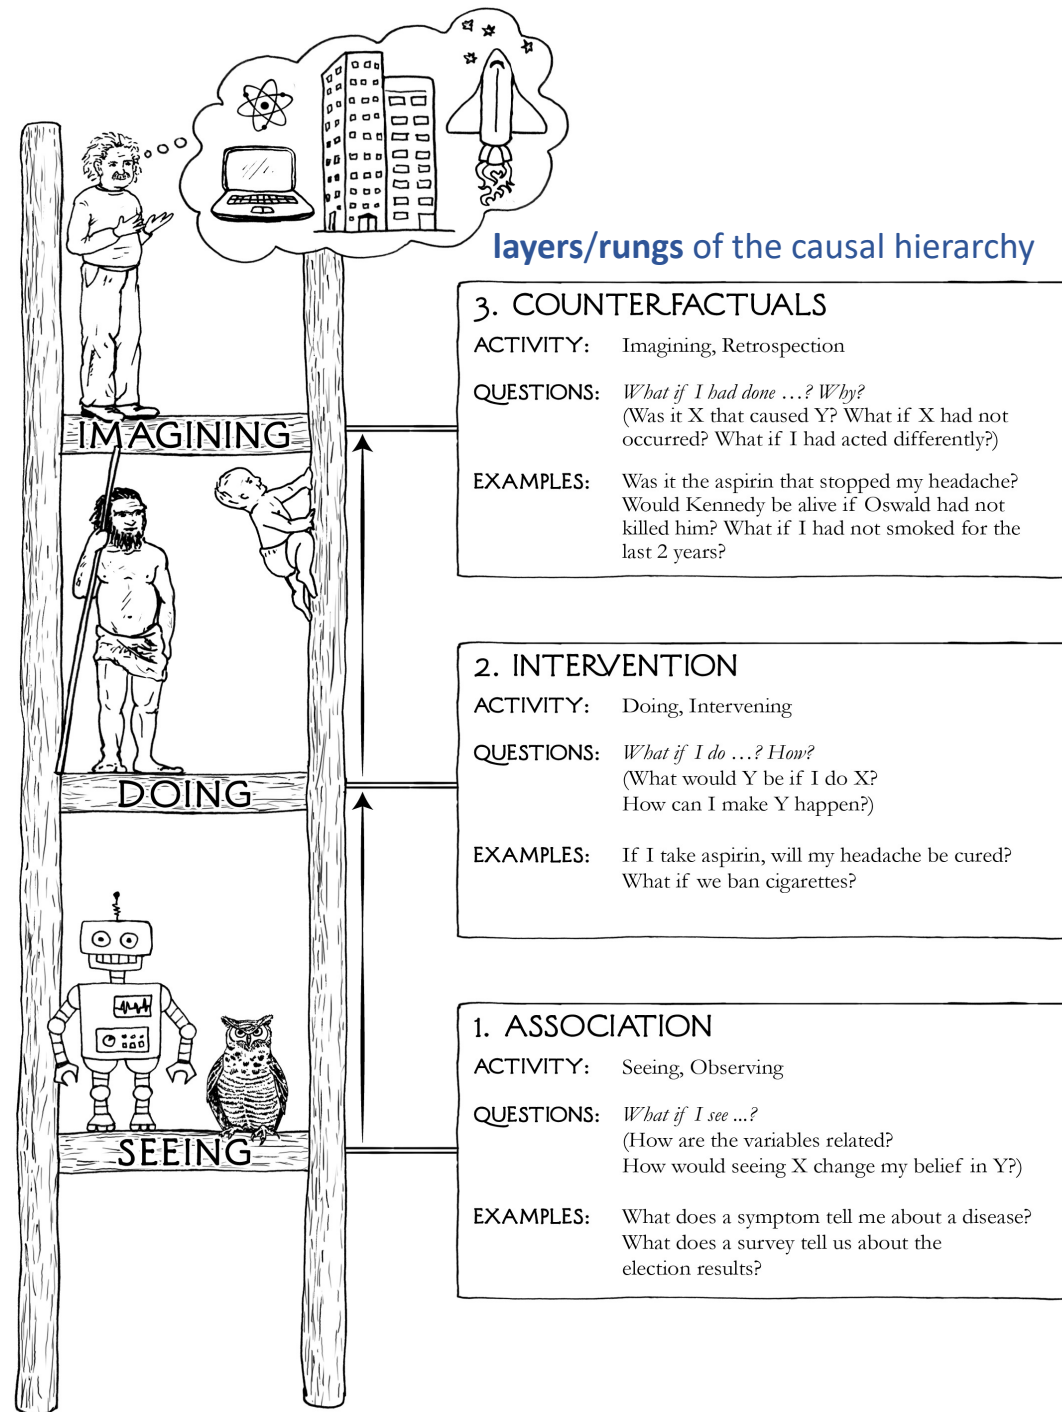 layers/rungs of the causal hierarchy
3. COUNTERFACTUALS
ACTIVITY: Imagining, Retrospection
QUESTIONS: What if I had done …? Why?
(Was it X that caused Y? What if X had not
occurred? What if I had acted differently?)
EXAMPLES: Was it the aspirin that stopped my headache?
Would Kennedy be alive if Oswald had not
killed him? What if I had not smoked for the
last 2 years?
IMAGINING
2. INTERVENTION
ACTIVITY: Doing, Intervening
QUESTIONS: What if I do …? How?
(What would Y be if I do X?
How can I make Y happen?)
EXAMPLES: If I take aspirin, will my headache be cured?
What if we ban cigarettes?
DOING
1. ASSOCIATION
ACTIVITY: Seeing, Observing
QUESTIONS: What if I see ...?
(How are the variables related?
How would seeing X change my belief in Y?)
EXAMPLES: What does a symptom tell me about a disease?
What does a survey tell us about the
election results?
SEEING